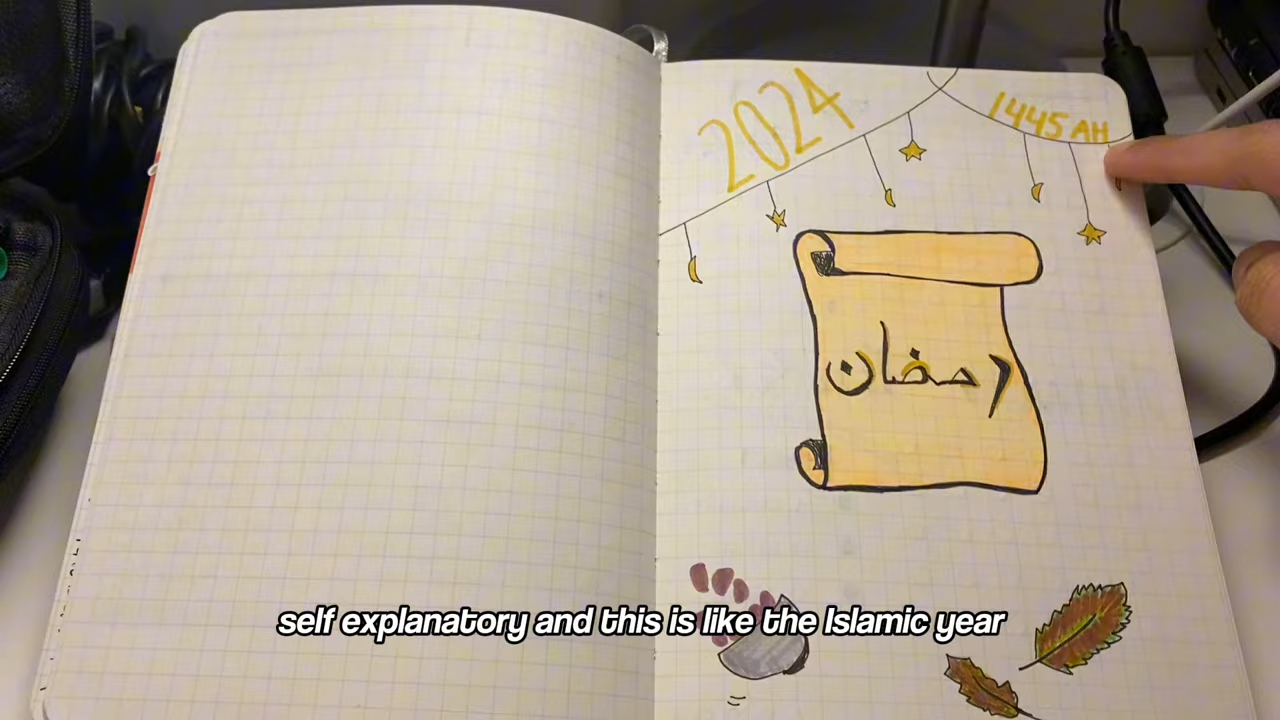 2024
1445 AH
رمضان
self explanatory and this is like the Islamic year